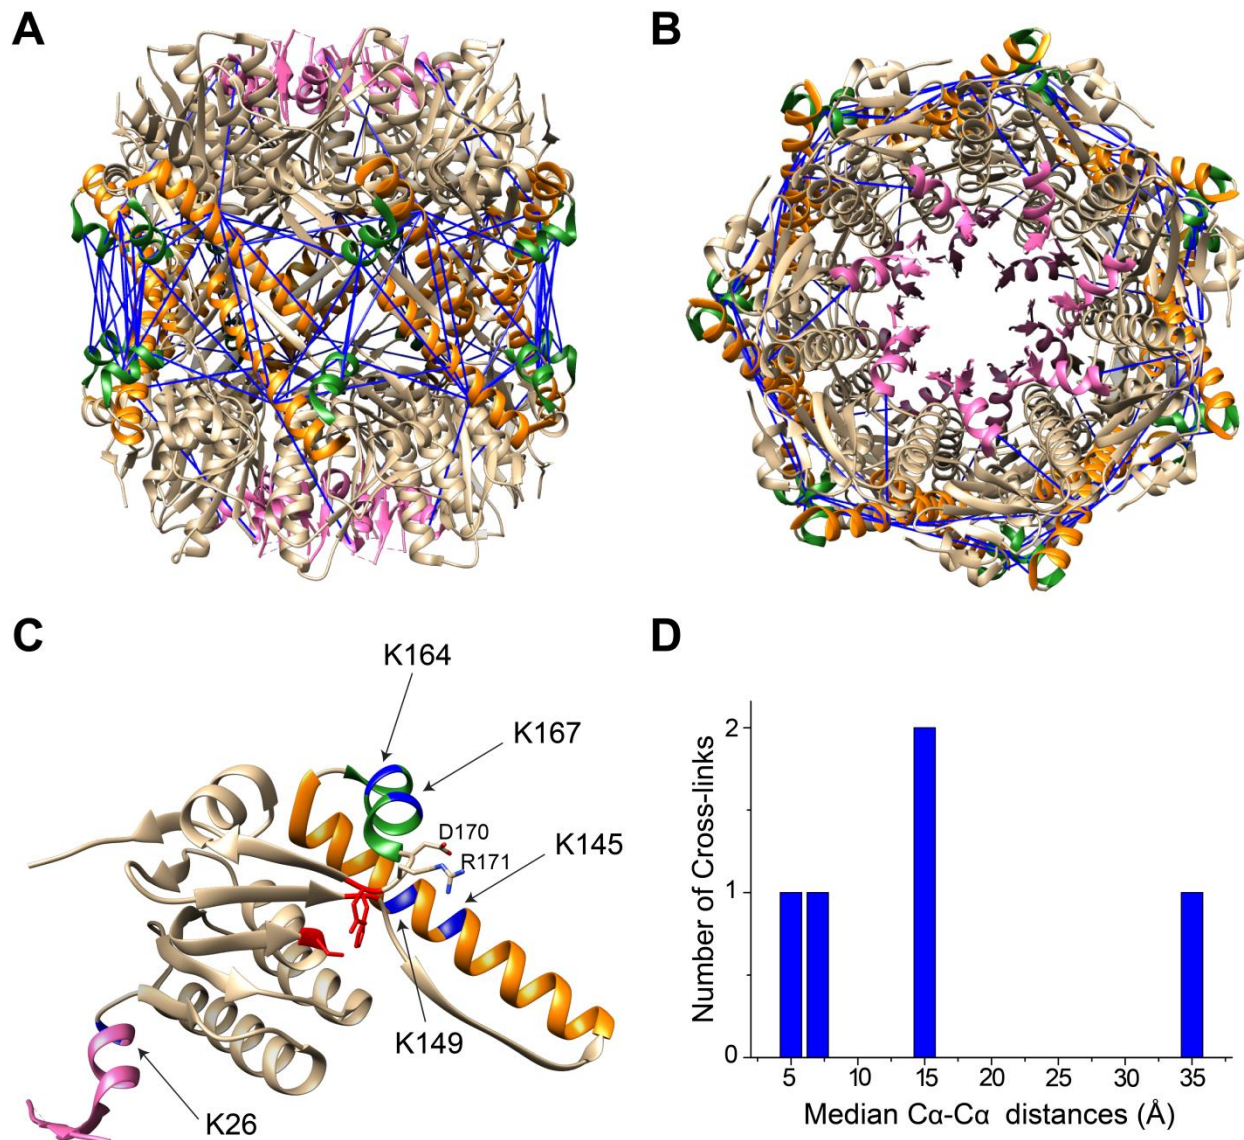 A
B
C
K164
K167
D170
R171
K145
K149
K26
D
Number of Cross-links
2
1
0
5 10 15 20 25 30 35
Median Cα-Cα distances (Å)